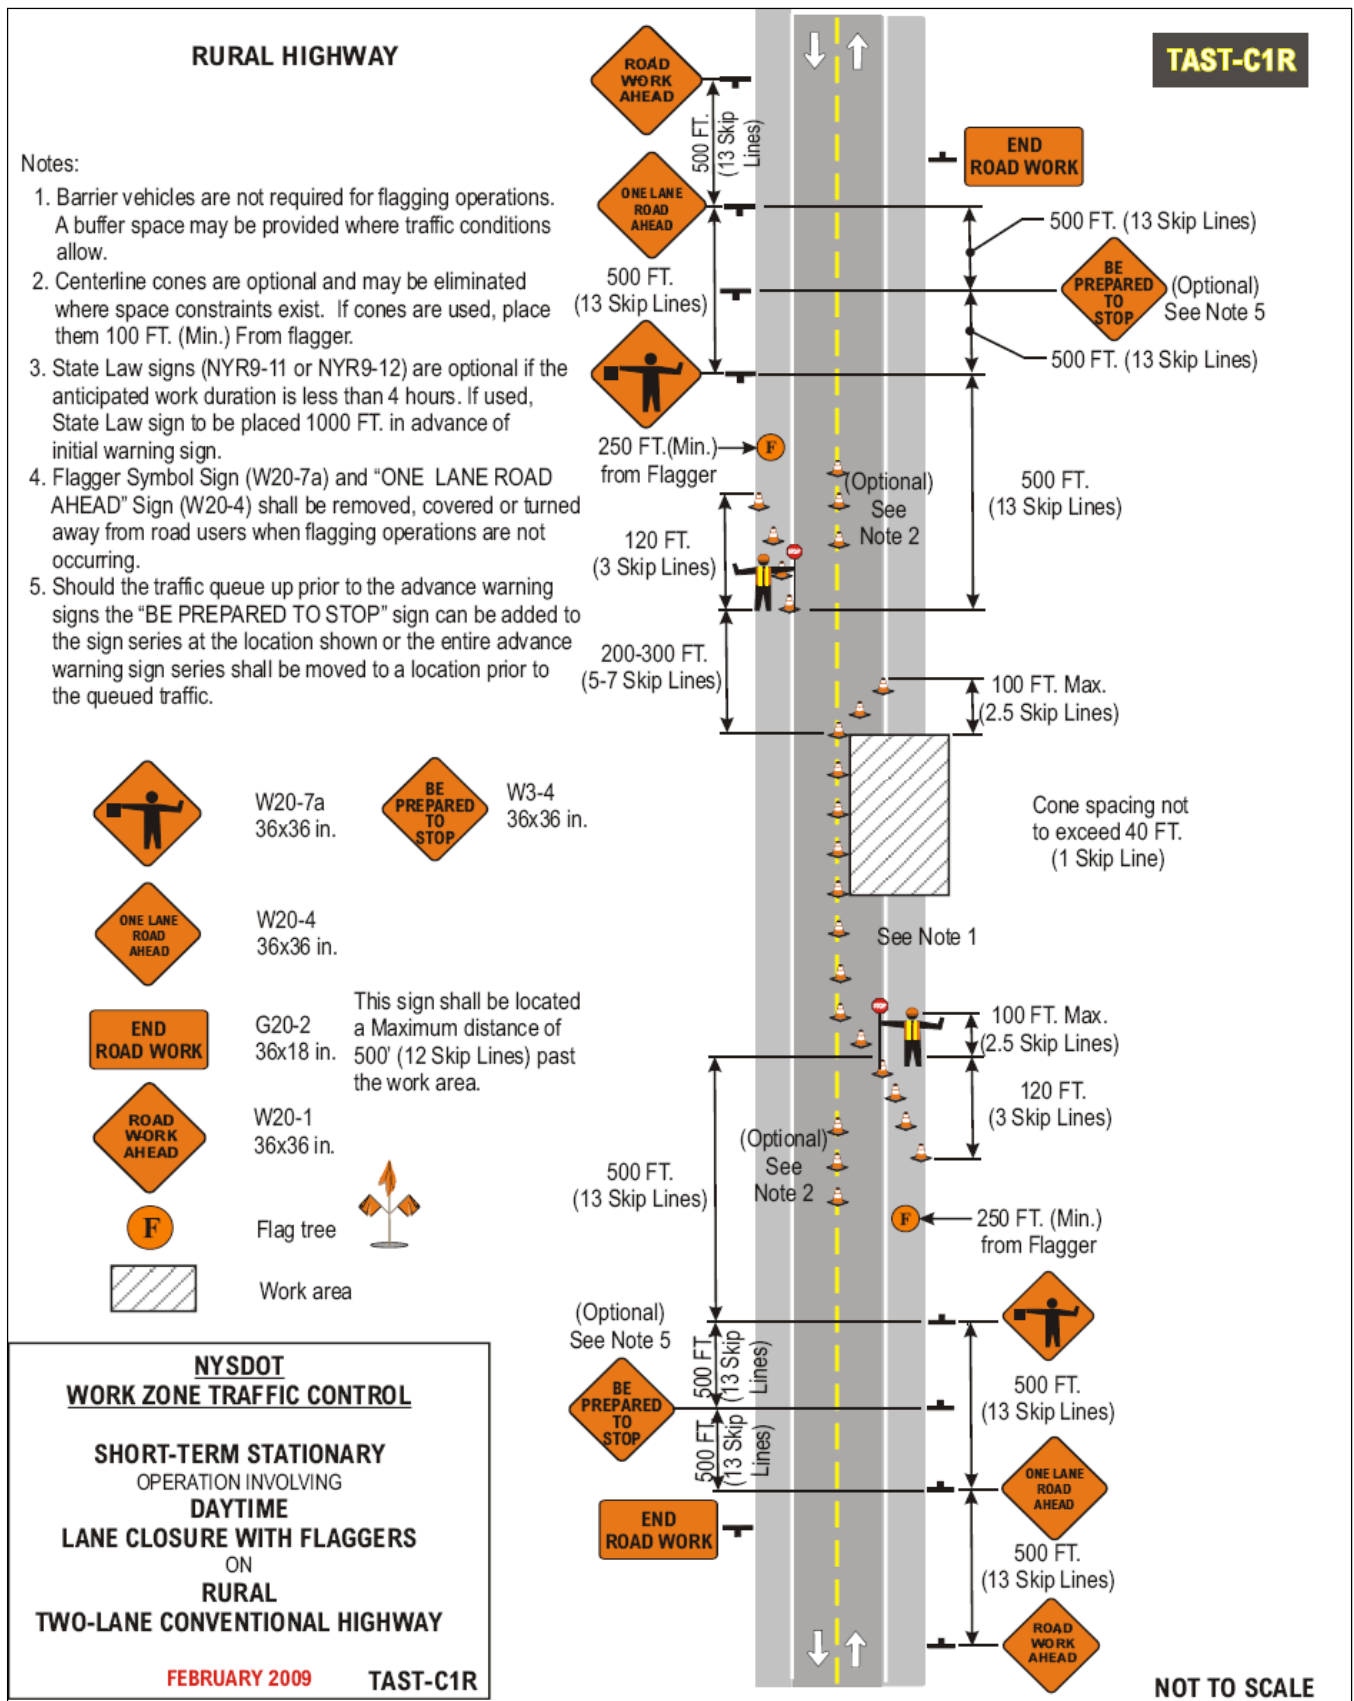 RURAL HIGHWAY
TAST-C1R
Notes:
1. Barrier vehicles are not required for flagging operations.
A buffer space may be provided where traffic conditions
allow.
2. Centerline cones are optional and may be eliminated
where space constraints exist. If cones are used, place
them 100 FT. (Min.) From flagger.
3. State Law signs (NYR9-11 or NYR9-12) are optional if the
anticipated work duration is less than 4 hours. If used,
State Law sign to be placed 1000 FT. in advance of
initial warning sign.
4. Flagger Symbol Sign (W20-7a) and “ONE LANE ROAD
AHEAD” Sign (W20-4) shall be removed, covered or turned
away from road users when flagging operations are not
occurring.
5. Should the traffic queue up prior to the advance warning
signs the “BE PREPARED TO STOP” sign can be added to
the sign series at the location shown or the entire advance
warning sign series shall be moved to a location prior to
the queued traffic.
W20-7a
36x36 in.
BE
PREPARED
TO
STOP
W3-4
36x36 in.
ONE LANE
ROAD
AHEAD
W20-4
36x36 in.
END
ROAD WORK
G20-2
36x18 in.
This sign shall be located
a Maximum distance of
500' (12 Skip Lines) past
the work area.
ROAD
WORK
AHEAD
W20-1
36x36 in.
F
Flag tree
Work area
NYSDOT
WORK ZONE TRAFFIC CONTROL
SHORT-TERM STATIONARY
OPERATION INVOLVING
DAYTIME
LANE CLOSURE WITH FLAGGERS
ON
RURAL
TWO-LANE CONVENTIONAL HIGHWAY
FEBRUARY 2009
TAST-C1R
ROAD
WORK
AHEAD
500 FT.
(13 Skip
Lines)
END
ROAD WORK
ONE LANE
ROAD
AHEAD
500 FT. (13 Skip Lines)
500 FT.
(13 Skip Lines)
BE
PREPARED
TO
STOP
(Optional)
See Note 5
500 FT. (13 Skip Lines)
250 FT.(Min.)
from Flagger
F
(Optional)
See
Note 2
500 FT.
(13 Skip Lines)
120 FT.
(3 Skip Lines)
STOP
200-300 FT.
(5-7 Skip Lines)
100 FT. Max.
(2.5 Skip Lines)
Cone spacing not
to exceed 40 FT.
(1 Skip Line)
See Note 1
STOP
100 FT. Max.
(2.5 Skip Lines)
120 FT.
(3 Skip Lines)
(Optional)
See
Note 2
500 FT.
(13 Skip Lines)
F
250 FT. (Min.)
from Flagger
(Optional)
See Note 5
500 FT.
(13 Skip
Lines)
BE
PREPARED
TO
STOP
500 FT.
(13 Skip
Lines)
500 FT.
(13 Skip Lines)
ONE LANE
ROAD
AHEAD
END
ROAD WORK
500 FT.
(13 Skip Lines)
ROAD
WORK
AHEAD
NOT TO SCALE